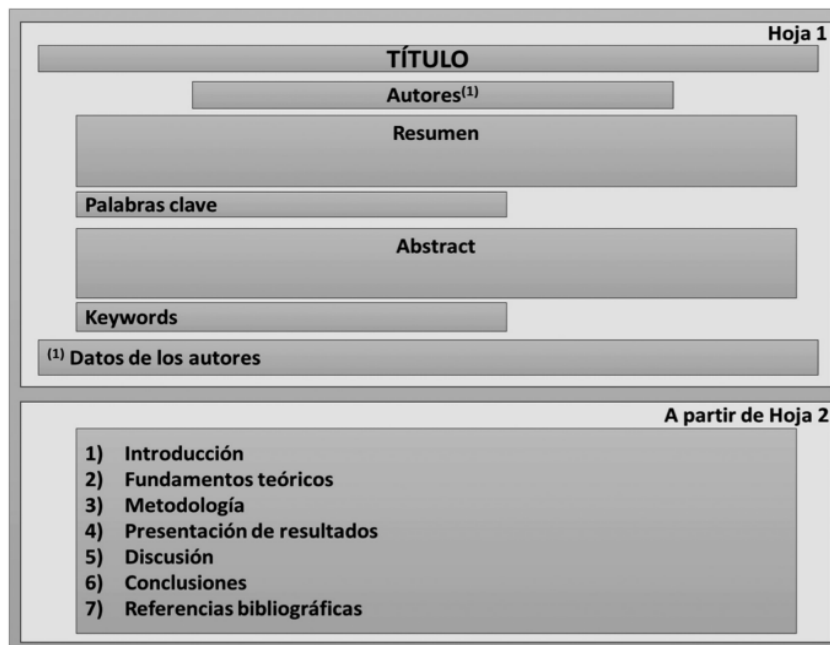 Hoja 1
TÍTULO
Autores(1)
Resumen
Palabras clave
Abstract
Keywords
(1) Datos de los autores
A partir de Hoja 2
1) Introducción
2) Fundamentos teóricos
3) Metodología
4) Presentación de resultados
5) Discusión
6) Conclusiones
7) Referencias bibliográficas